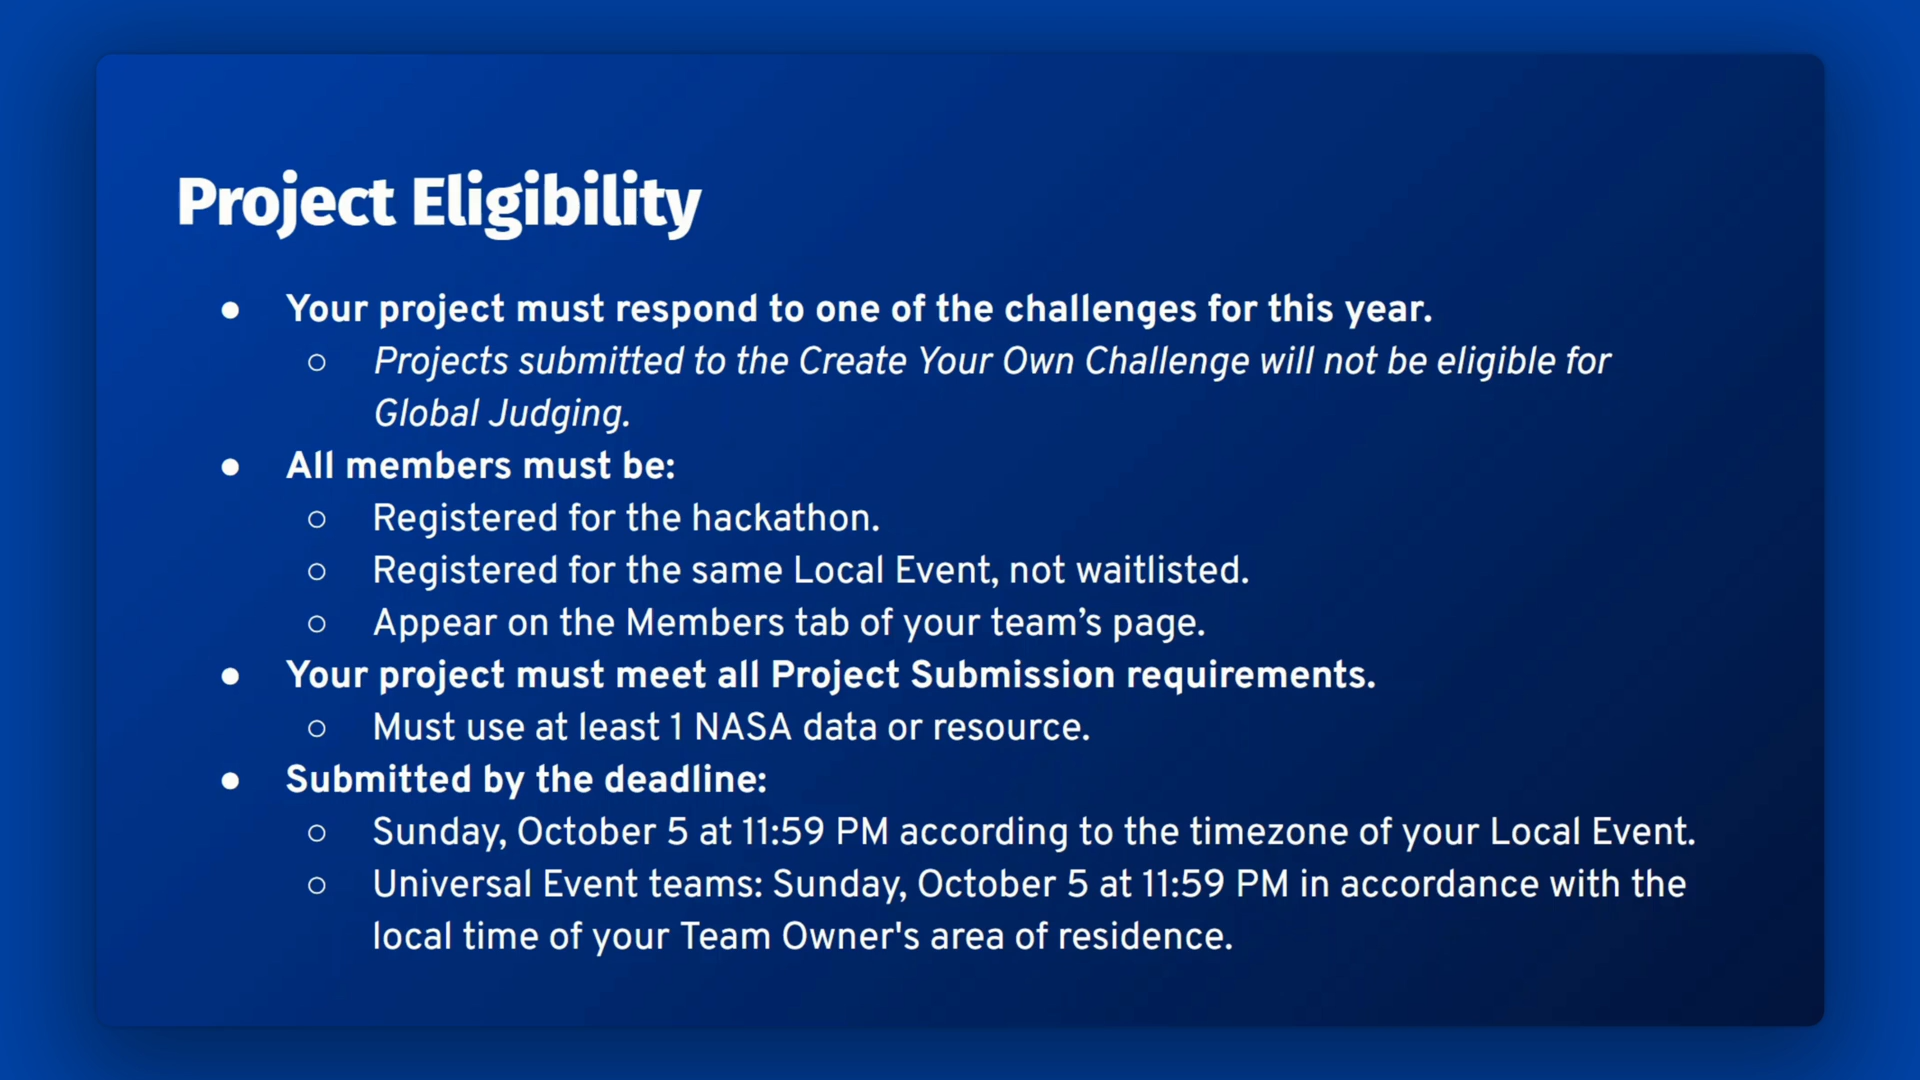 Project Eligibility
● Your project must respond to one of the challenges for this year.
○ Projects submitted to the Create Your Own Challenge will not be eligible for
Global Judging.
● All members must be:
○ Registered for the hackathon.
○ Registered for the same Local Event, not waitlisted.
○ Appear on the Members tab of your team’s page.
● Your project must meet all Project Submission requirements.
○ Must use at least 1 NASA data or resource.
● Submitted by the deadline:
○ Sunday, October 5 at 11:59 PM according to the timezone of your Local Event.
○ Universal Event teams: Sunday, October 5 at 11:59 PM in accordance with the
local time of your Team Owner's area of residence.